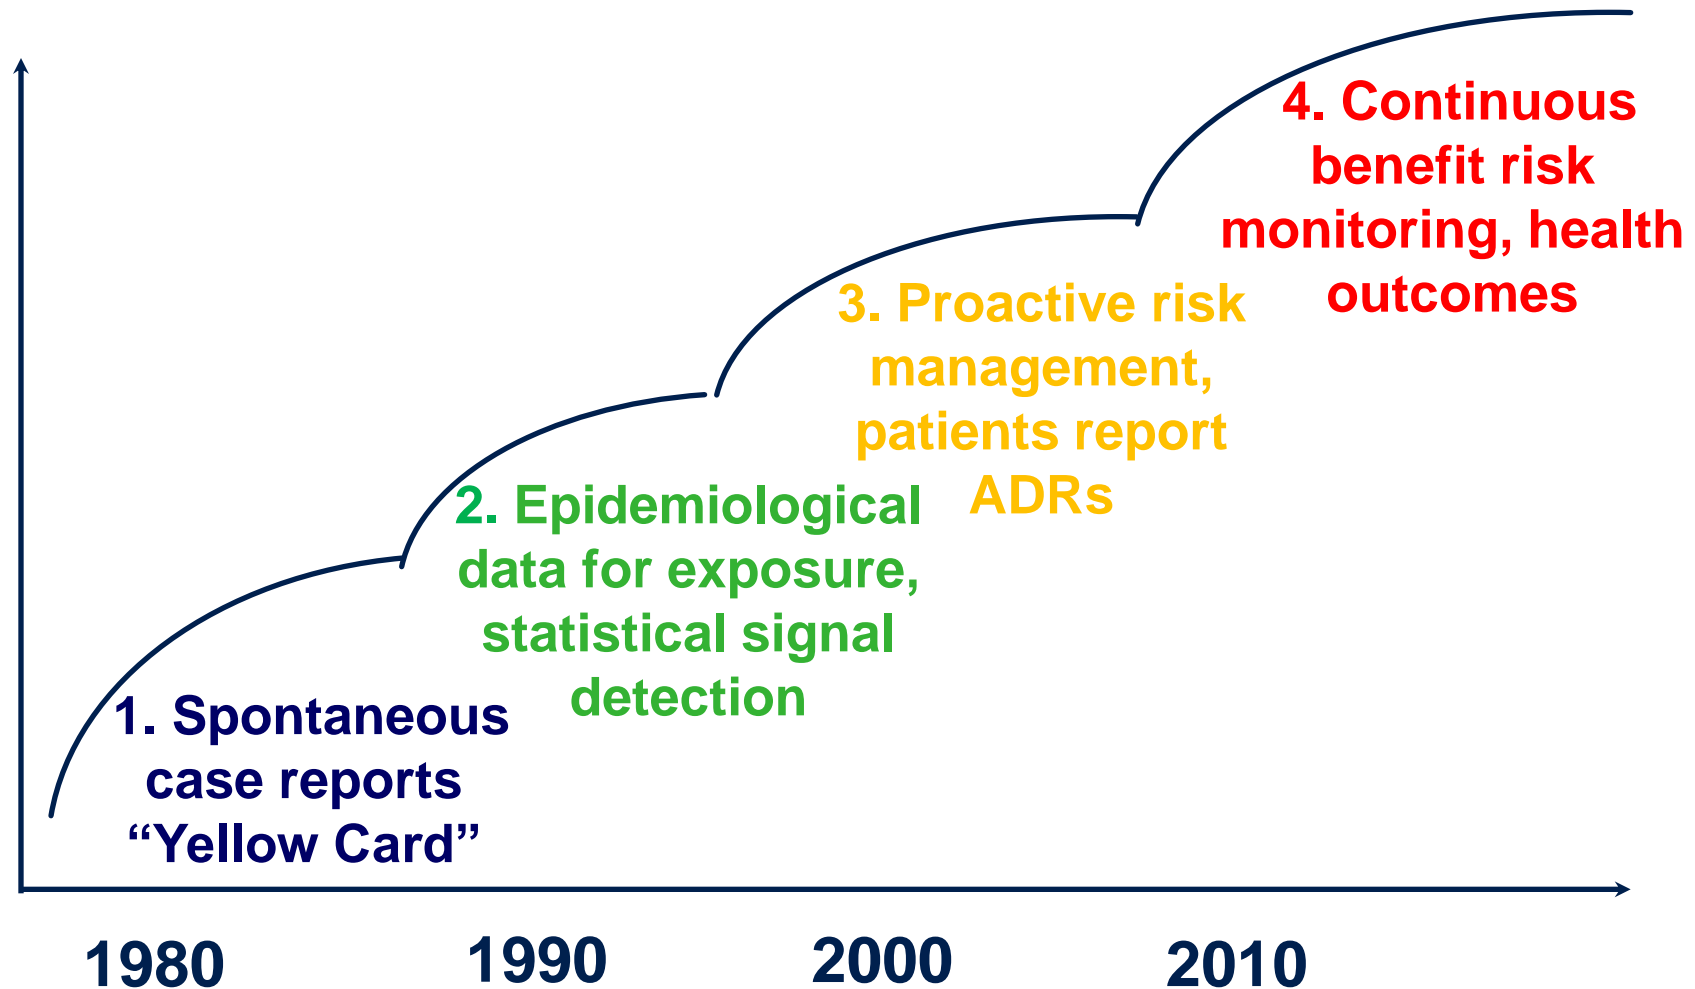 1. Spontaneous
case reports
“Yellow Card”
2. Epidemiological
data for exposure,
statistical signal
detection
3. Proactive risk
management,
patients report
ADRs
4. Continuous
benefit risk
monitoring, health
outcomes
1980
1990
2000
2010